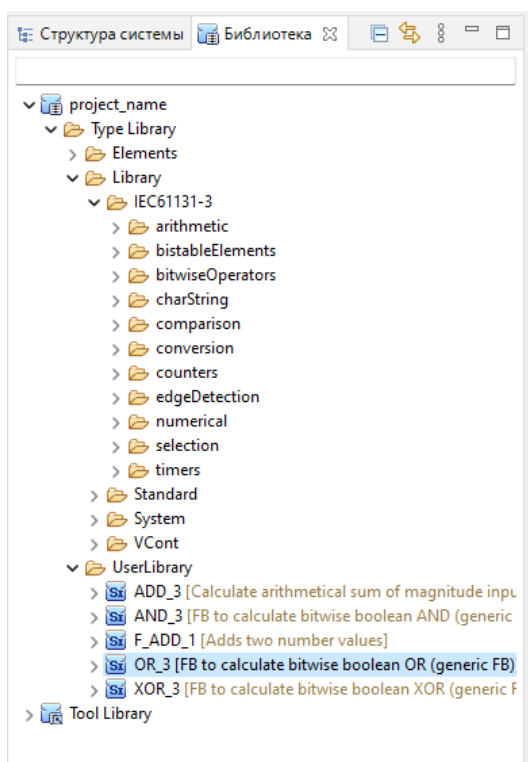 Структура системы Библиотека
project_name
Type Library
Elements
Library
IEC61131-3
arithmetic
bistableElements
bitwiseOperators
charString
comparison
conversion
counters
edgeDetection
numerical
selection
timers
Standard
System
VCont
UserLibrary
ADD_3 [Calculate arithmetical sum of magnitude inpu
AND_3 [FB to calculate bitwise boolean AND (generic
F_ADD_1 [Adds two number values]
OR_3 [FB to calculate bitwise boolean OR (generic FB)
XOR_3 [FB to calculate bitwise boolean XOR (generic F
Tool Library